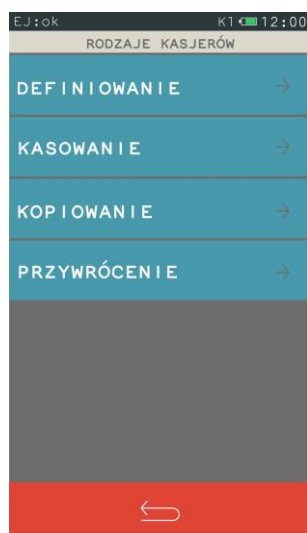 EJ:ok K1 12:00
RODZAJE KASJERÓW
DEFINIOWANIE
KASOWANIE
KOPIOWANIE
PRZYWRÓCENIE